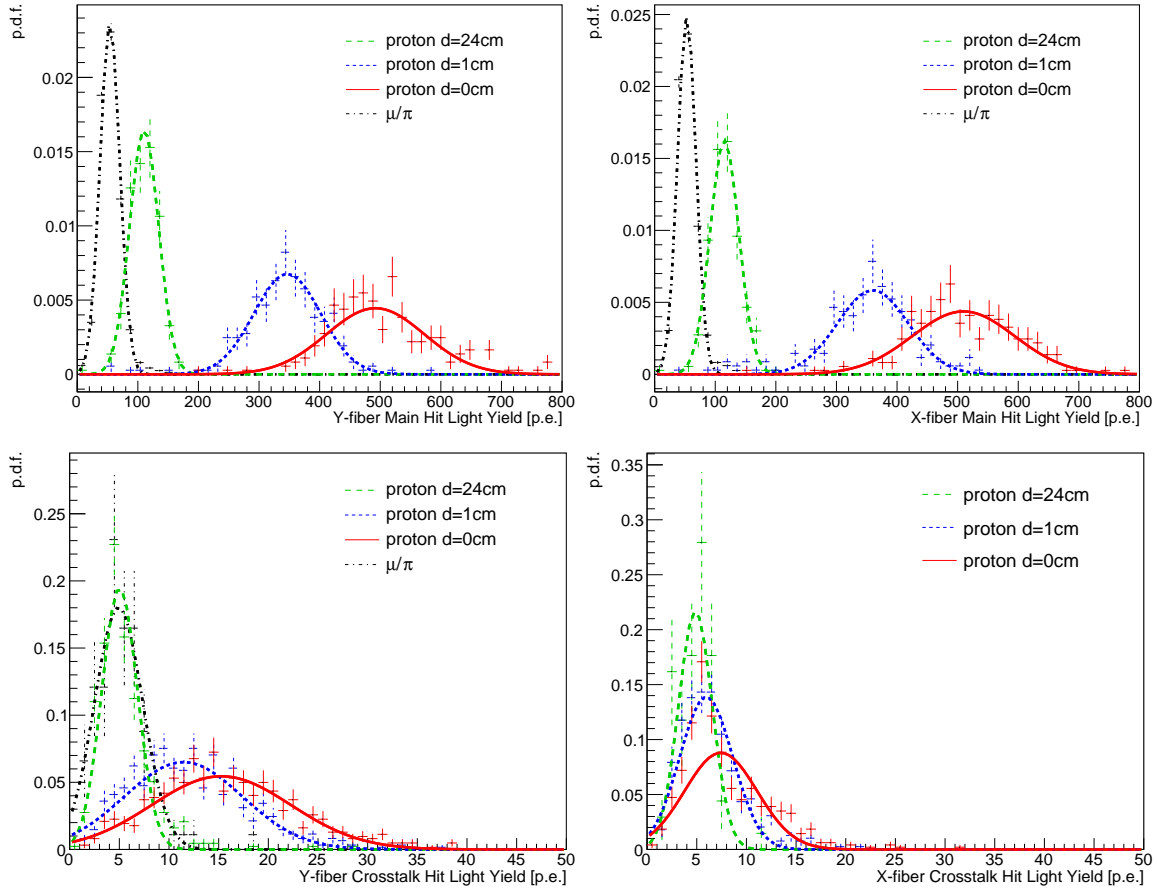 p.d.f.
proton d=24cm
proton d=1cm
proton d=0cm
μ/π
0.02
0.015
0.01
0.005
0
0 100 200 300 400 500 600 700 800
Y-fiber Main Hit Light Yield [p.e.]
p.d.f.
proton d=24cm
proton d=1cm
proton d=0cm
μ/π
0.025
0.02
0.015
0.01
0.005
0
0 100 200 300 400 500 600 700 800
X-fiber Main Hit Light Yield [p.e.]
p.d.f.
proton d=24cm
proton d=1cm
proton d=0cm
μ/π
0.25
0.2
0.15
0.1
0.05
0
0 5 10 15 20 25 30 35 40 45 50
Y-fiber Crosstalk Hit Light Yield [p.e.]
p.d.f.
proton d=24cm
proton d=1cm
proton d=0cm
0.35
0.3
0.25
0.2
0.15
0.1
0.05
0
0 5 10 15 20 25 30 35 40 45 50
X-fiber Crosstalk Hit Light Yield [p.e.]